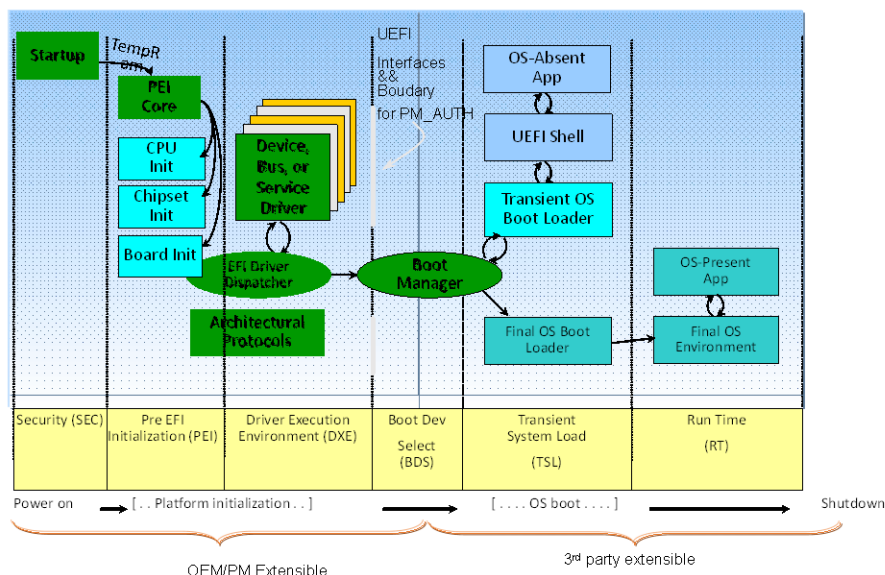 Startup
TempR
am
PEI
Core
CPU
Init
Chipset
Init
Board Init
Device,
Bus, or
Service
Driver
EFI Driver
Dispatcher
Architectural
Protocols
UEFI
Interfaces
&&
Boudary
for PM_AUTH
Boot
Manager
OS-Absent
App
UEFI Shell
Transient OS
Boot Loader
Final OS Boot
Loader
OS-Present
App
Final OS
Environment
Security (SEC)
Pre EFI
Initialization (PEI)
Driver Execution
Environment (DXE)
Boot Dev
Select
(BDS)
Transient
System Load
(TSL)
Run Time
(RT)
Power on
[ . . Platform initialization . . ]
[ . . . . OS boot . . . . ]
Shutdown
OEM/PM Extensible
3rd party extensible